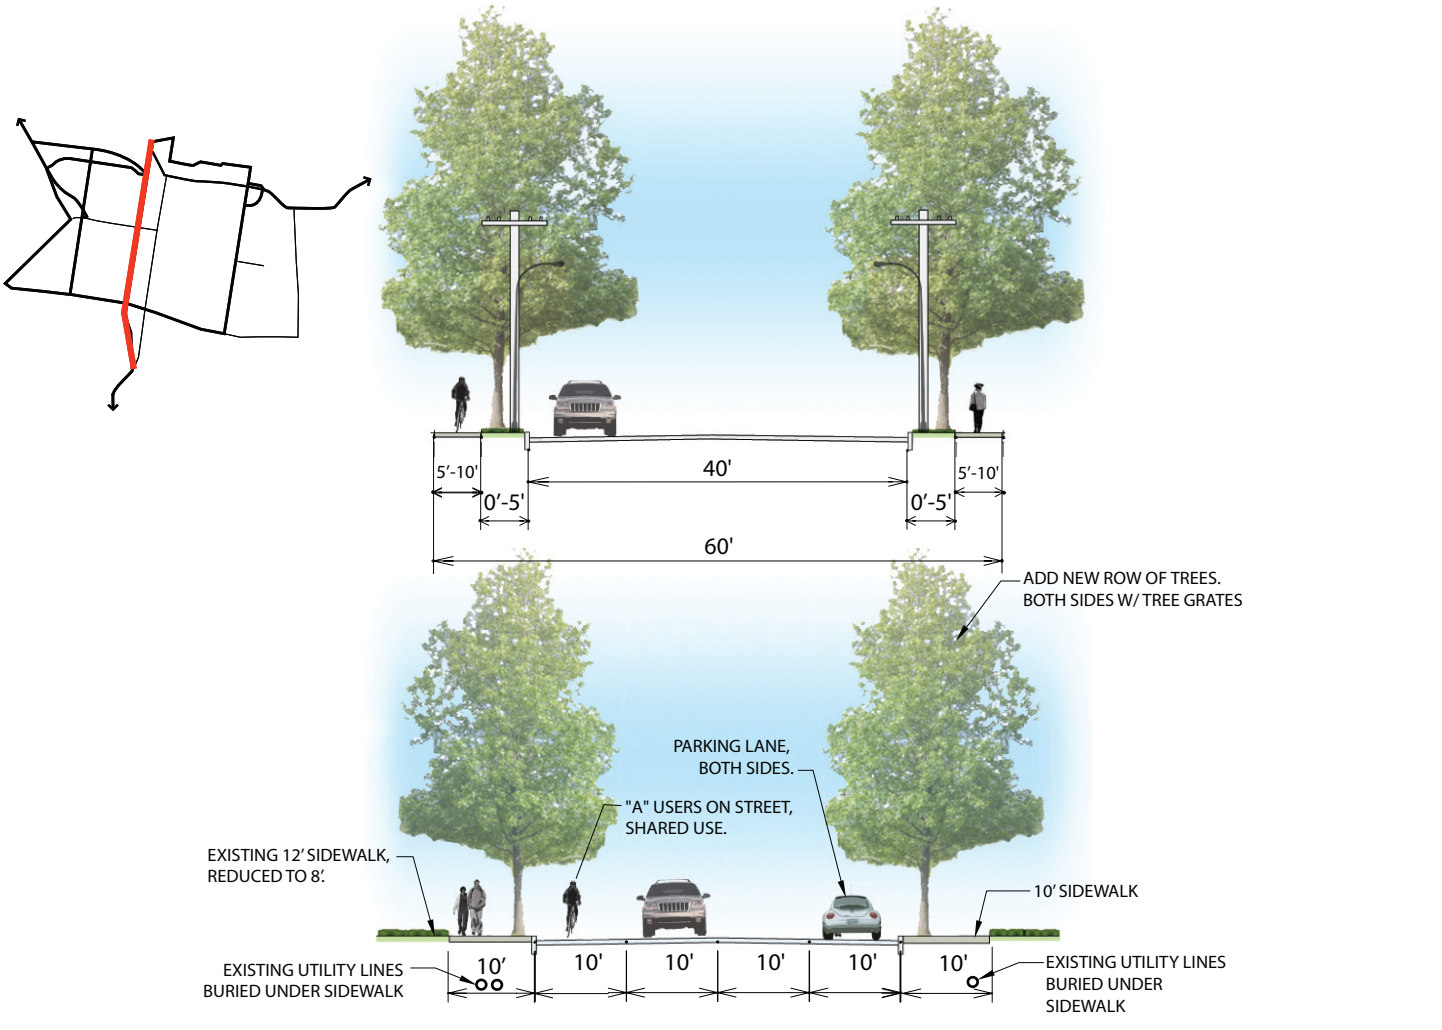 5'-10'
40'
5'-10'
0'-5'
0'-5'
60'
ADD NEW ROW OF TREES.
BOTH SIDES W/ TREE GRATES
PARKING LANE,
BOTH SIDES.
"A" USERS ON STREET,
SHARED USE.
EXISTING 12' SIDEWALK,
REDUCED TO 8'.
10' SIDEWALK
10'
10'
10'
10'
10'
10'
EXISTING UTILITY LINES
BURIED UNDER SIDEWALK
EXISTING UTILITY LINES
BURIED UNDER
SIDEWALK